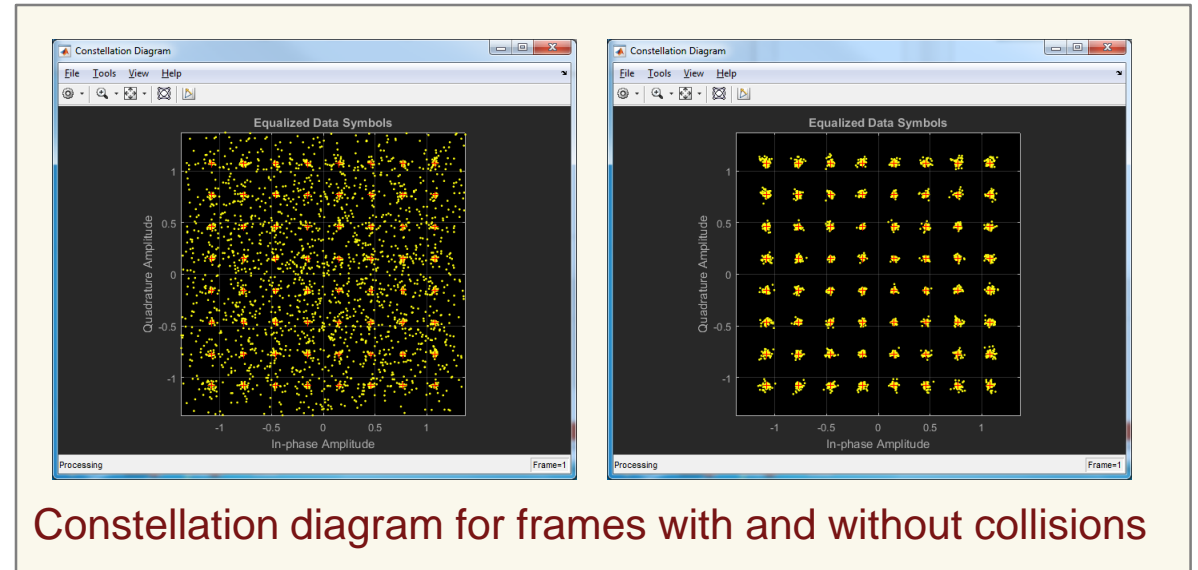 Constellation Diagram
File Tools View Help
Equalized Data Symbols
1
0.5
0
-0.5
-1
Quadrature Amplitude
-1 -0.5 0 0.5 1
In-phase Amplitude
Processing Frame=1
Constellation Diagram
File Tools View Help
Equalized Data Symbols
1
0.5
0
-0.5
-1
Quadrature Amplitude
-1 -0.5 0 0.5 1
In-phase Amplitude
Processing Frame=1
Constellation diagram for frames with and without collisions